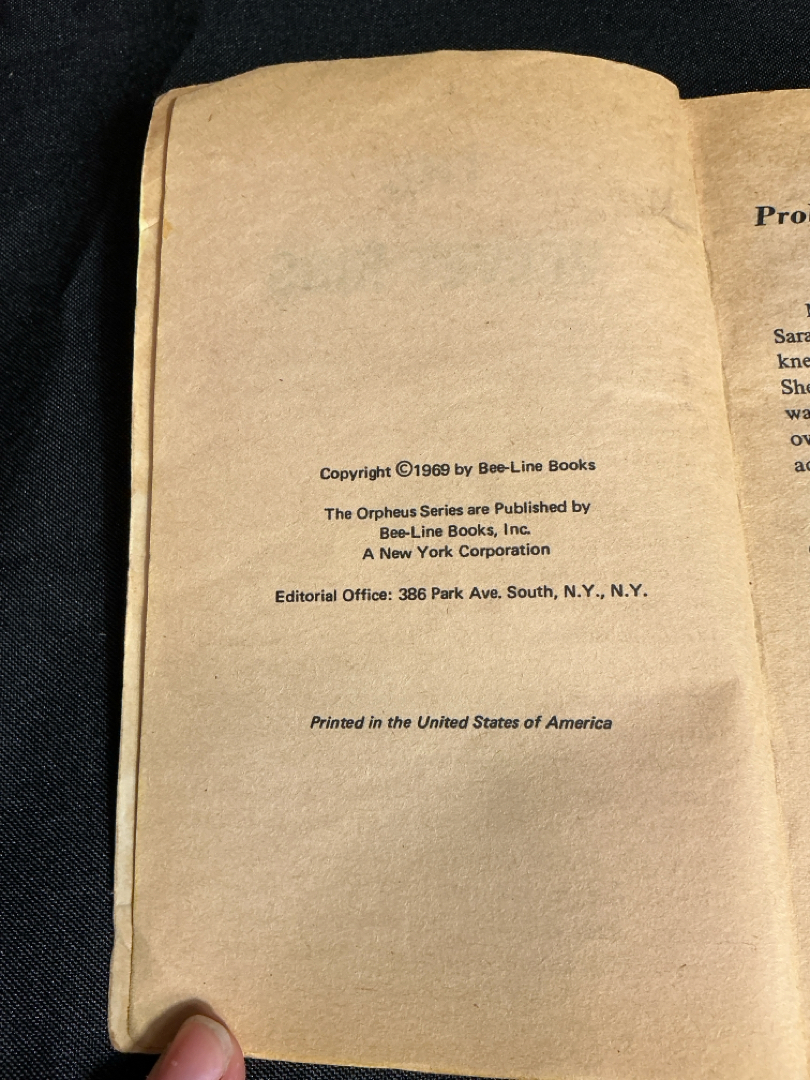 Copyright ©1969 by Bee-Line Books
The Orpheus Series are Published by
Bee-Line Books, Inc.
A New York Corporation
Editorial Office: 386 Park Ave. South, N.Y., N.Y.
Printed in the United States of America